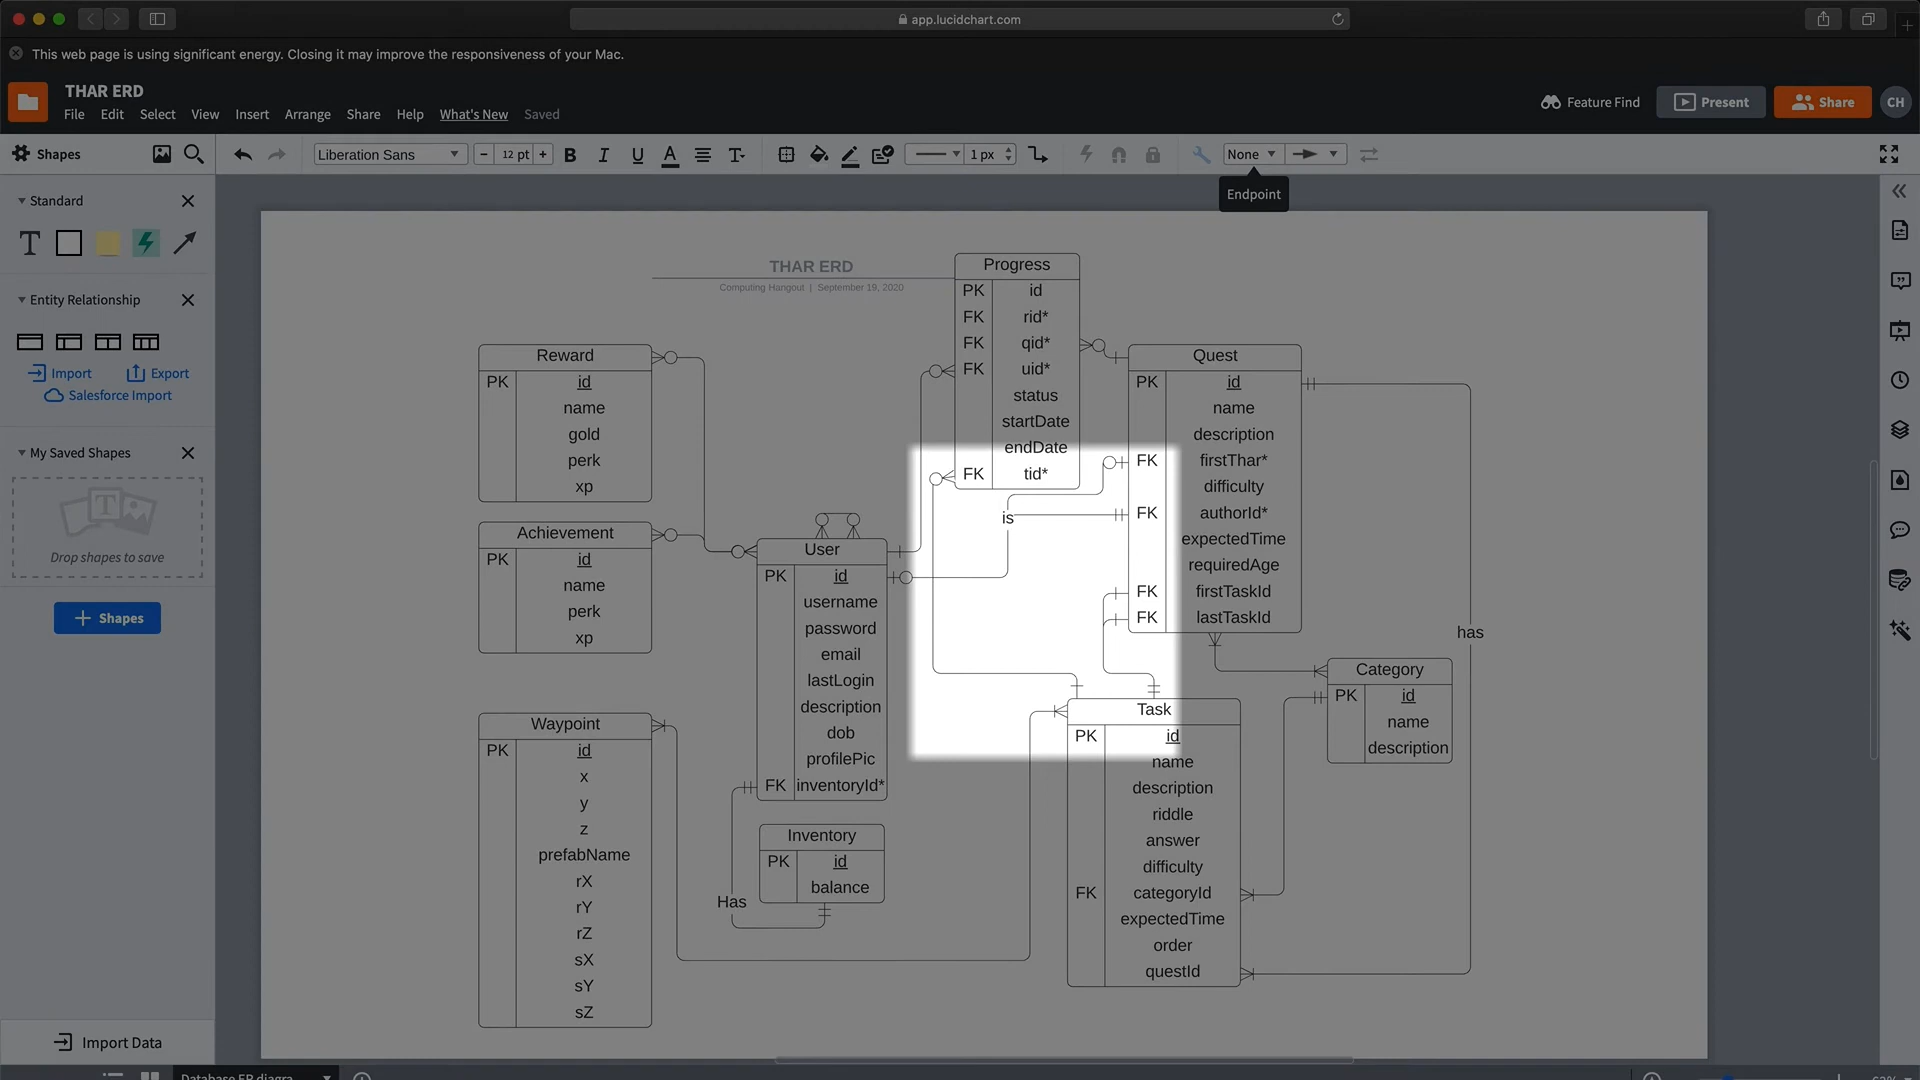 app.lucidchart.com
This web page is using significant energy. Closing it may improve the responsiveness of your Mac.
THAR ERD
File Edit Select View Insert Arrange Share Help What's New Saved
Feature Find
Present
Share
CH
Shapes
Liberation Sans
12 pt
B I U A T
1 px
None
Endpoint
Standard
T
Entity Relationship
Import
Export
Salesforce Import
My Saved Shapes
T
Drop shapes to save
+ Shapes
Import Data
THAR ERD
Computing Hangout | September 19, 2020
Progress
PK id
FK rid*
FK qid*
FK uid*
status
startDate
endDate
FK tid*
Reward
PK id
name
gold
perk
xp
Quest
PK id
name
description
FK firstThar*
difficulty
FK authorId*
expectedTime
requiredAge
FK firstTaskId
FK lastTaskId
is
Achievement
PK id
name
perk
xp
User
PK id
username
password
email
lastLogin
description
dob
profilePic
FK inventoryId*
has
Category
PK id
name
description
Waypoint
PK id
x
y
z
prefabName
rX
rY
rZ
sX
sY
sZ
Inventory
PK id
balance
Has
Task
PK id
name
description
riddle
answer
difficulty
FK categoryId
expectedTime
order
questId